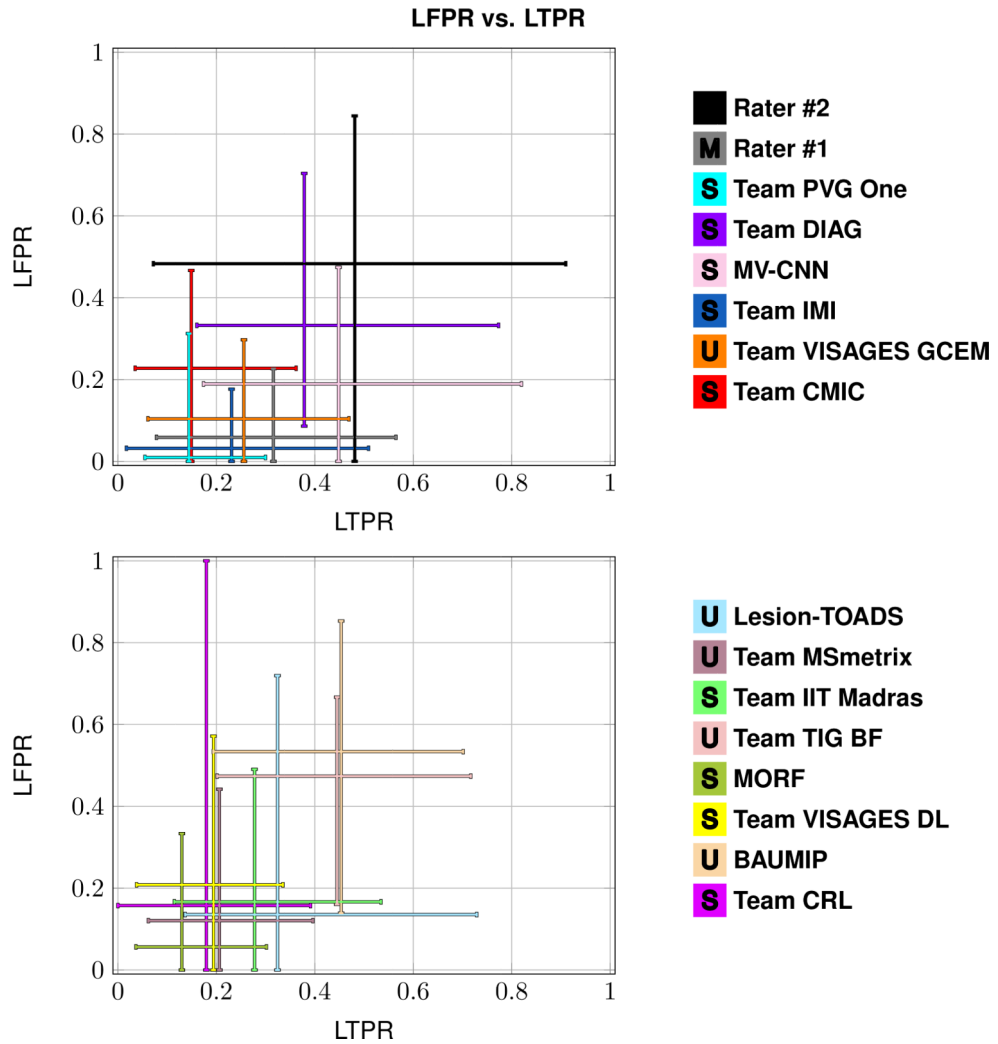 LFPR vs. LTPR
1
0.8
0.6
0.4
0.2
0
0 0.2 0.4 0.6 0.8 1
LFPR
LTPR
Rater #2
M Rater #1
S Team PVG One
S Team DIAG
S MV-CNN
S Team IMI
U Team VISAGES GCEM
S Team CMIC
1
0.8
0.6
0.4
0.2
0
0 0.2 0.4 0.6 0.8 1
LFPR
LTPR
U Lesion-TOADS
U Team MSmetrix
S Team IIT Madras
U Team TIG BF
S MORF
S Team VISAGES DL
U BAUMIP
S Team CRL